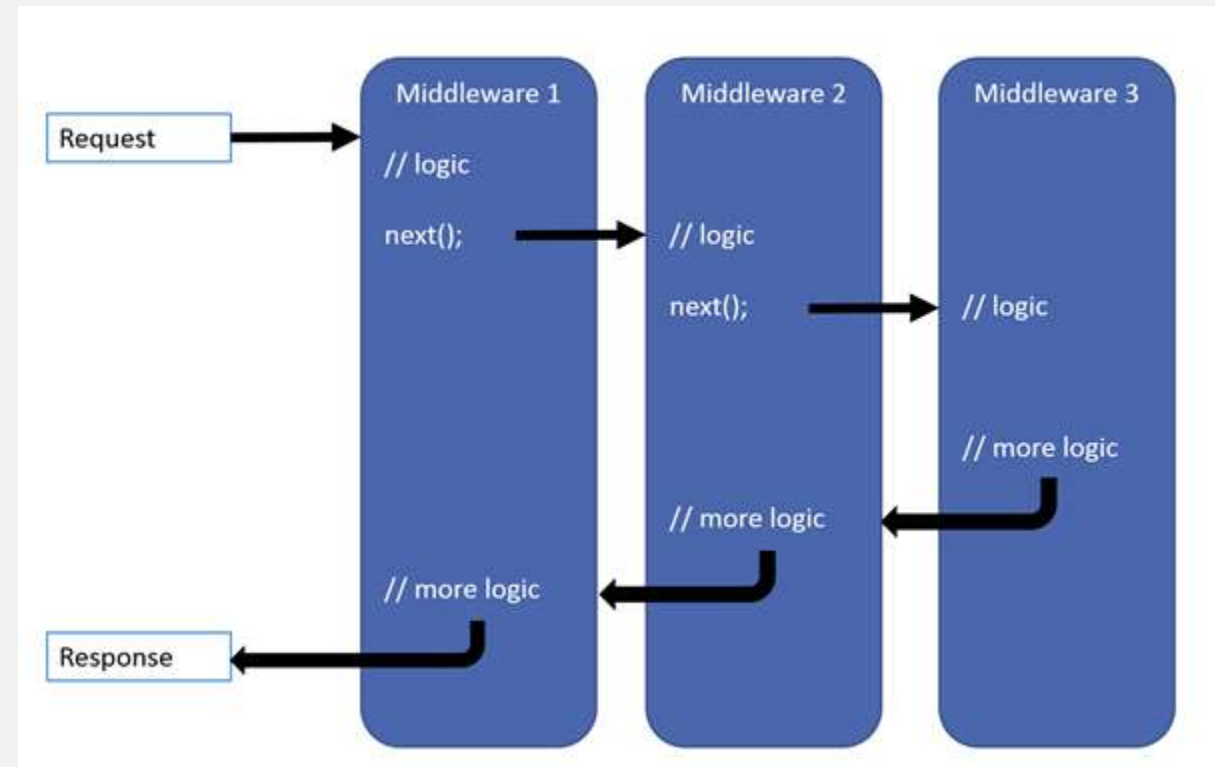 Middleware 1
Middleware 2
Middleware 3
Request
// logic
next();
// logic
next();
// logic
// more logic
// more logic
// more logic
Response